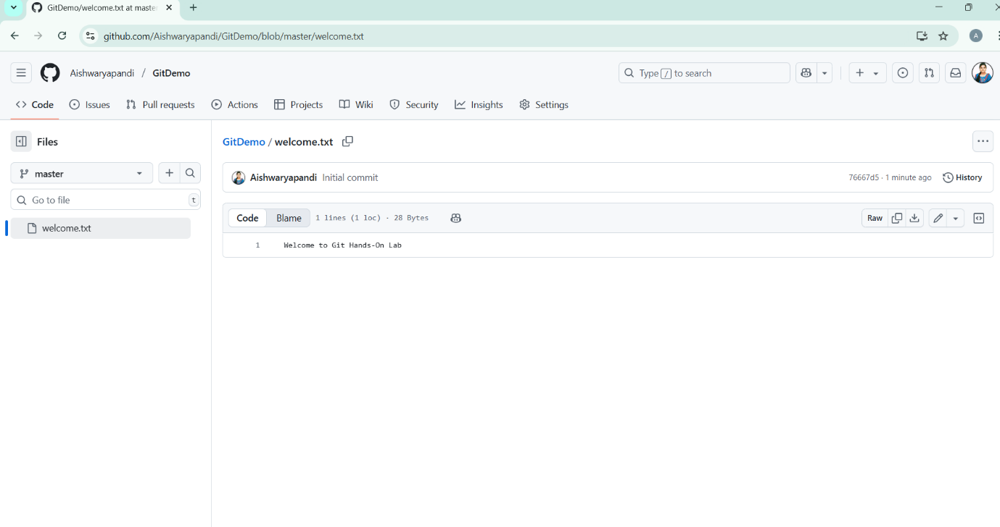 GitDemo/welcome.txt at master
github.com/Aishwaryapandi/GitDemo/blob/master/welcome.txt
A
Aishwaryapandi / GitDemo
Type / to search
Code Issues Pull requests Actions Projects Wiki Security Insights Settings
Files
master
Go to file t
welcome.txt
GitDemo / welcome.txt
Aishwaryapandi Initial commit 76667d5 · 1 minute ago History
Code Blame 1 lines (1 loc) · 28 Bytes Raw
1 Welcome to Git Hands-On Lab